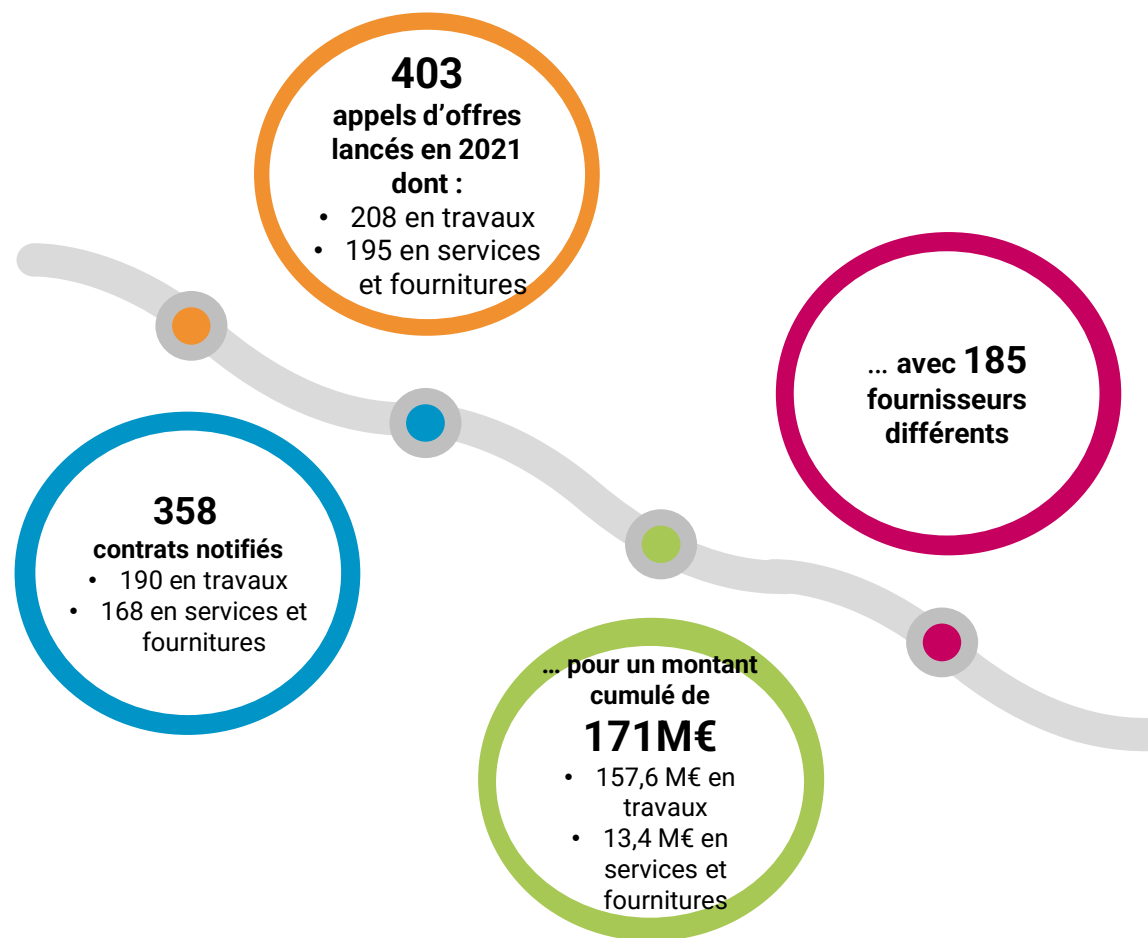 403
appels d’offres
lancés en 2021
dont :
• 208 en travaux
• 195 en services
et fournitures
358
contrats notifiés
• 190 en travaux
• 168 en services et
fournitures
… pour un montant
cumulé de
171M€
• 157,6 M€ en
travaux
• 13,4 M€ en
services et
fournitures
... avec 185
fournisseurs
différents